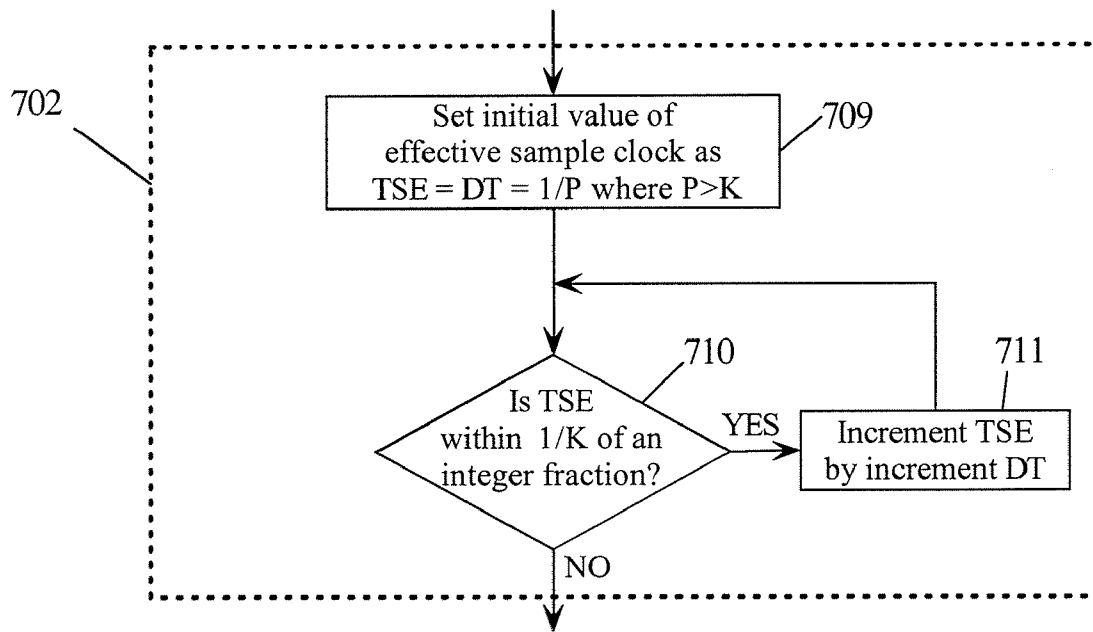 702
Set initial value of
effective sample clock as
TSE = DT = 1/P where P>K
709
710
Is TSE
within 1/K of an
integer fraction?
YES
711
Increment TSE
by increment DT
NO